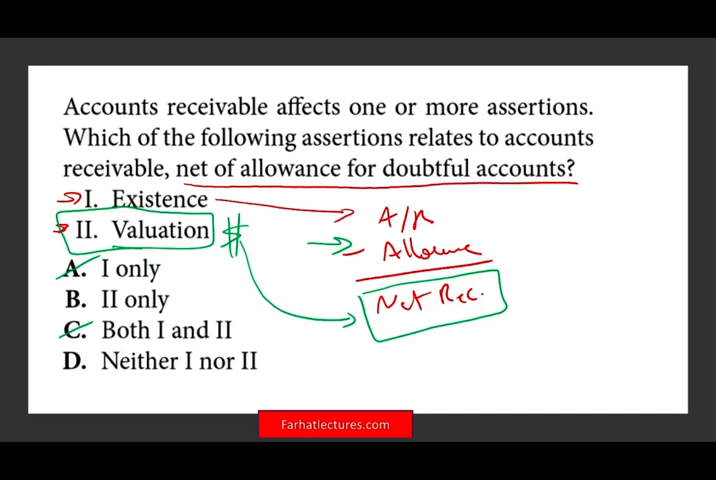 Accounts receivable affects one or more assertions.
Which of the following assertions relates to accounts
receivable, net of allowance for doubtful accounts?
I. Existence
A/R
II. Valuation $
- Allowance
A. I only
B. II only
Net Rec.
C. Both I and II
D. Neither I nor II
Farhatlectures.com